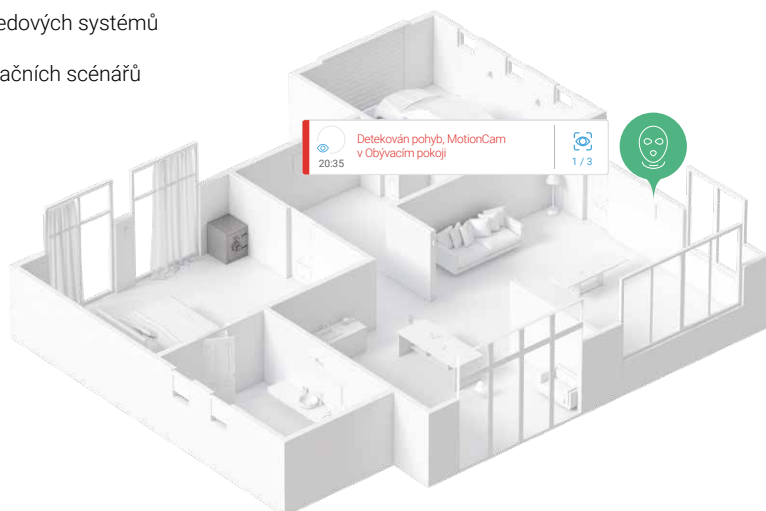 edových systémů
ačních scénářů
Detekován pohyb, MotionCam
v Obývacím pokoji
20:35
1 / 3